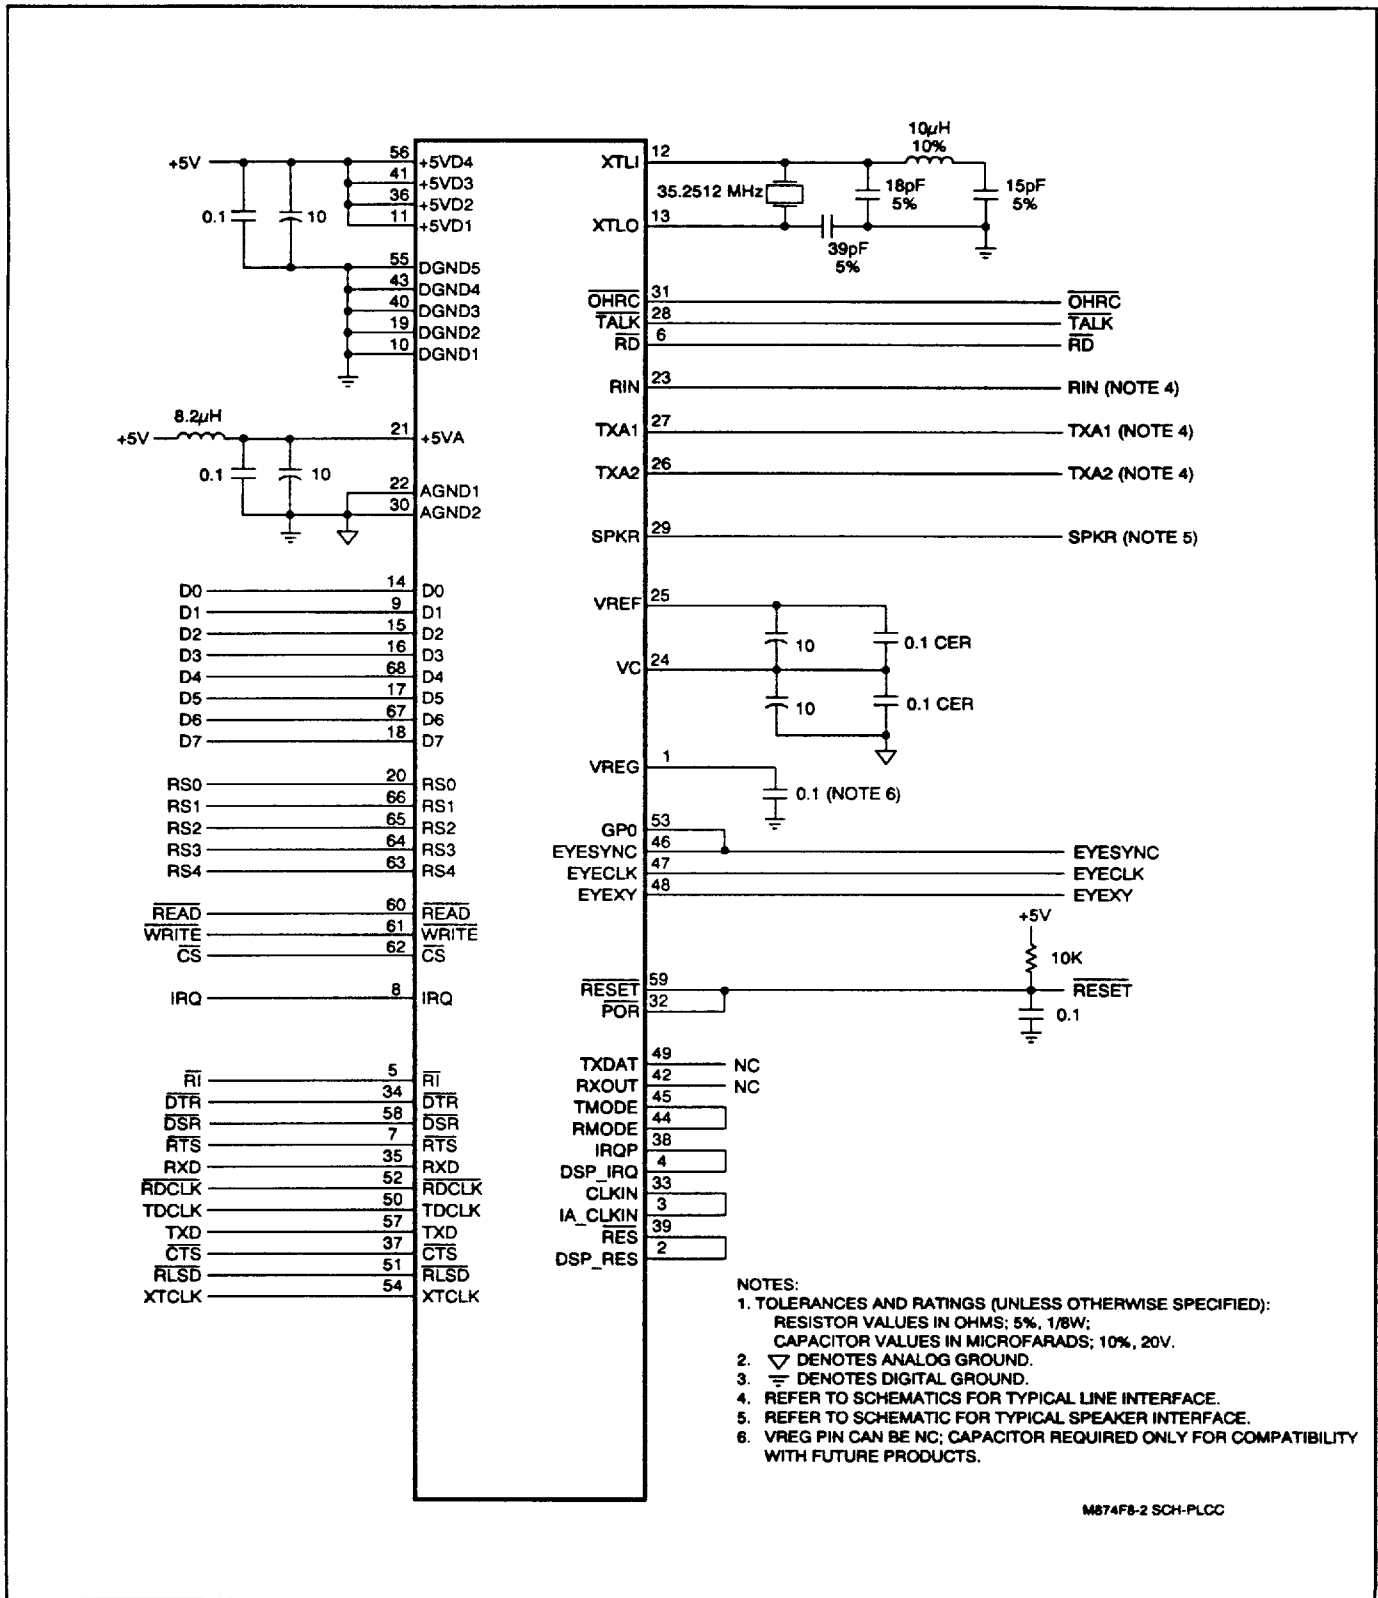 +5V 56 +5VD4
41 +5VD3
36 +5VD2
11 +5VD1
0.1 10
55 DGND5
43 DGND4
40 DGND3
19 DGND2
10 DGND1
8.2µH
+5V 21 +5VA
0.1 10
22 AGND1
30 AGND2
D0 14 D0
D1 9 D1
D2 15 D2
D3 16 D3
D4 68 D4
D5 17 D5
D6 67 D6
D7 18 D7
RS0 20 RS0
RS1 66 RS1
RS2 65 RS2
RS3 64 RS3
RS4 63 RS4
READ 60 READ
WRITE 61 WRITE
CS 62 CS
IRQ 8 IRQ
RI 5 RI
DTR 34 DTR
DSR 58 DSR
RTS 7 RTS
RXD 35 RXD
RDCLK 52 RDCLK
TDCLK 50 TDCLK
TXD 57 TXD
CTS 37 CTS
RLSD 51 RLSD
XTCLK 54 XTCLK
10µH
10%
XTLI 12
35.2512 MHz
18pF
5%
15pF
5%
XTLO 13
39pF
5%
OHRC 31 OHRC
TALK 28 TALK
RD 6 RD
RIN 23 RIN (NOTE 4)
TXA1 27 TXA1 (NOTE 4)
TXA2 26 TXA2 (NOTE 4)
SPKR 29 SPKR (NOTE 5)
VREF 25
10 0.1 CER
VC 24
10 0.1 CER
VREG 1
0.1 (NOTE 6)
GP0 53
EYESYNC 46 EYESYNC
EYECLK 47 EYECLK
EYEXY 48 EYEXY
+5V
10K
RESET 59 RESET
POR 32
0.1
TXDAT 49 NC
RXOUT 42 NC
TMODE 45
RMODE 44
IRQP 38
DSP_IRQ 4
CLKIN 33
IA_CLKIN 3
RES 39
DSP_RES 2
NOTES:
1. TOLERANCES AND RATINGS (UNLESS OTHERWISE SPECIFIED):
RESISTOR VALUES IN OHMS; 5%, 1/8W;
CAPACITOR VALUES IN MICROFARADS; 10%, 20V.
2. DENOTES ANALOG GROUND.
3. DENOTES DIGITAL GROUND.
4. REFER TO SCHEMATICS FOR TYPICAL LINE INTERFACE.
5. REFER TO SCHEMATIC FOR TYPICAL SPEAKER INTERFACE.
6. VREG PIN CAN BE NC; CAPACITOR REQUIRED ONLY FOR COMPATIBILITY
WITH FUTURE PRODUCTS.
M874F8-2 SCH-PLCC